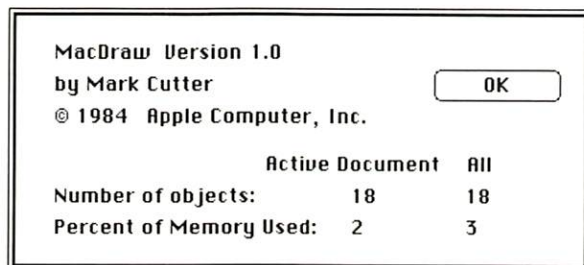 MacDraw Version 1.0
by Mark Cutter
OK
© 1984 Apple Computer, Inc.
Active Document All
Number of objects: 18 18
Percent of Memory Used: 2 3